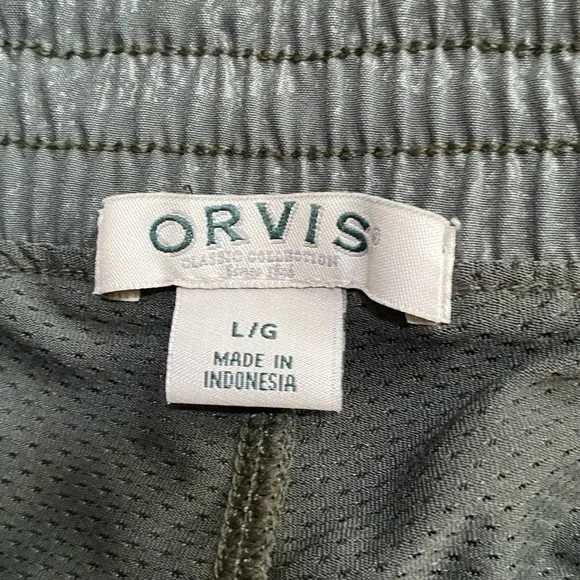 ORVIS®
CLASSIC COLLECTION
Since 1856
L/G
MADE IN
INDONESIA